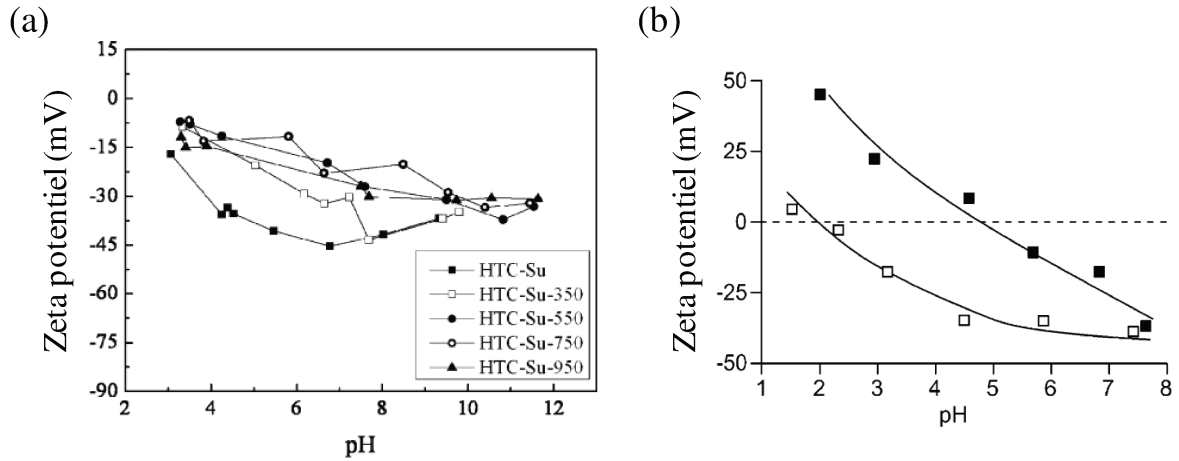 (a)
Zeta potentiel (mV)
15
0
-15
-30
-45
-60
-75
-90
2
4
6
8
10
12
pH
HTC-Su
HTC-Su-350
HTC-Su-550
HTC-Su-750
HTC-Su-950
(b)
Zeta potentiel (mV)
50
25
0
-25
-50
1
2
3
4
5
6
7
8
pH